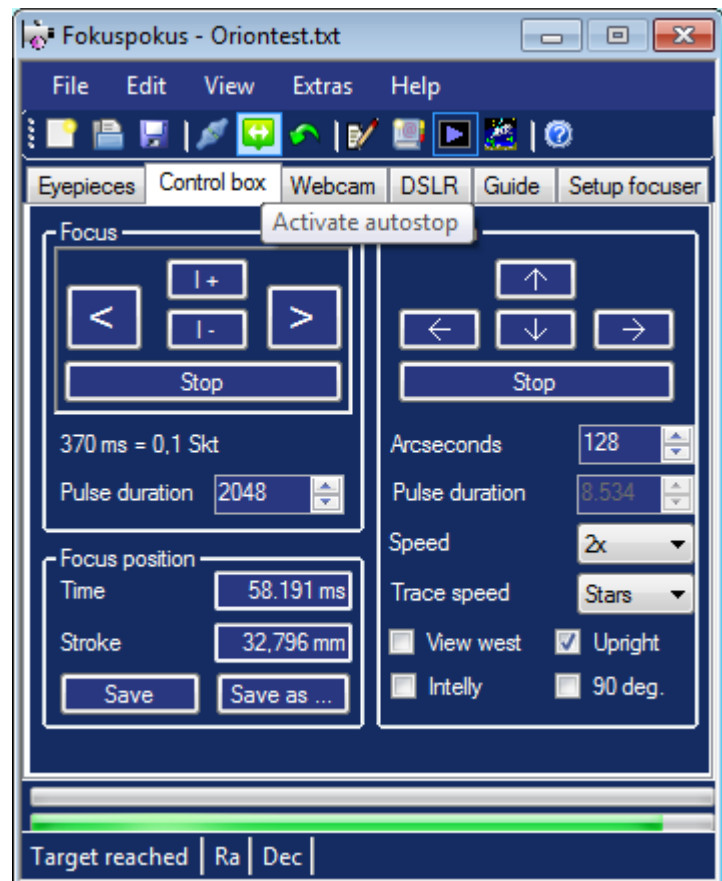 Fokuspokus - Oriontest.txt
File Edit View Extras Help
Eyepieces Control box Webcam DSLR Guide Setup focuser
Activate autostop
Focus
I +
< >
I -
Stop
370 ms = 0,1 Skt
Pulse duration 2048
Focus position
Time 58.191 ms
Stroke 32,796 mm
Save Save as ...
↑
← ↓ →
Stop
Arcseconds 128
Pulse duration 8.534
Speed 2x
Trace speed Stars
View west Upright
Intelly 90 deg.
Target reached Ra Dec